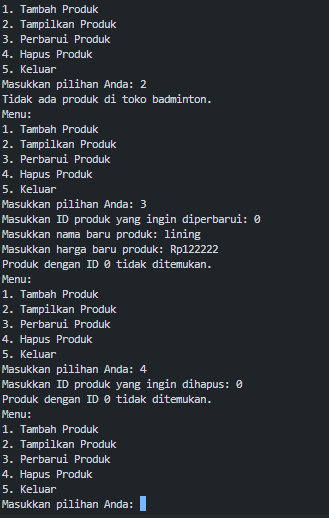 1. Tambah Produk
2. Tampilkan Produk
3. Perbarui Produk
4. Hapus Produk
5. Keluar
Masukkan pilihan Anda: 2
Tidak ada produk di toko badminton.
Menu:
1. Tambah Produk
2. Tampilkan Produk
3. Perbarui Produk
4. Hapus Produk
5. Keluar
Masukkan pilihan Anda: 3
Masukkan ID produk yang ingin diperbarui: 0
Masukkan nama baru produk: lining
Masukkan harga baru produk: Rp122222
Produk dengan ID 0 tidak ditemukan.
Menu:
1. Tambah Produk
2. Tampilkan Produk
3. Perbarui Produk
4. Hapus Produk
5. Keluar
Masukkan pilihan Anda: 4
Masukkan ID produk yang ingin dihapus: 0
Produk dengan ID 0 tidak ditemukan.
Menu:
1. Tambah Produk
2. Tampilkan Produk
3. Perbarui Produk
4. Hapus Produk
5. Keluar
Masukkan pilihan Anda: